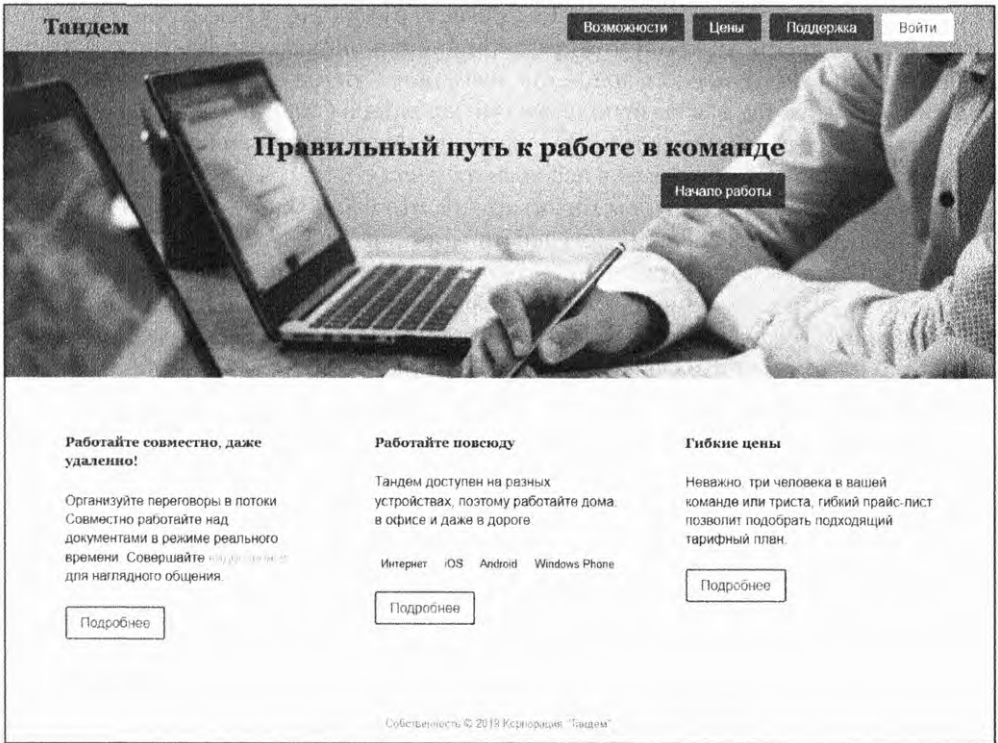 Тандем
Возможности Цены Поддержка Войти
Правильный путь к работе в команде
Начало работы
Работайте совместно, даже
удаленно!
Организуйте переговоры в потоки
Совместно работайте над
документами в режиме реального
времени. Совершайте
для наглядного общения.
Подробнее
Работайте повсюду
Тандем доступен на разных
устройствах, поэтому работайте дома,
в офисе и даже в дороге.
Интернет iOS Android Windows Phone
Подробнее
Гибкие цены
Неважно, три человека в вашей
команде или триста, гибкий прайс-лист
позволит подобрать подходящий
тарифный план.
Подробнее
Собственность © 2019 Корпорация "Тандем"